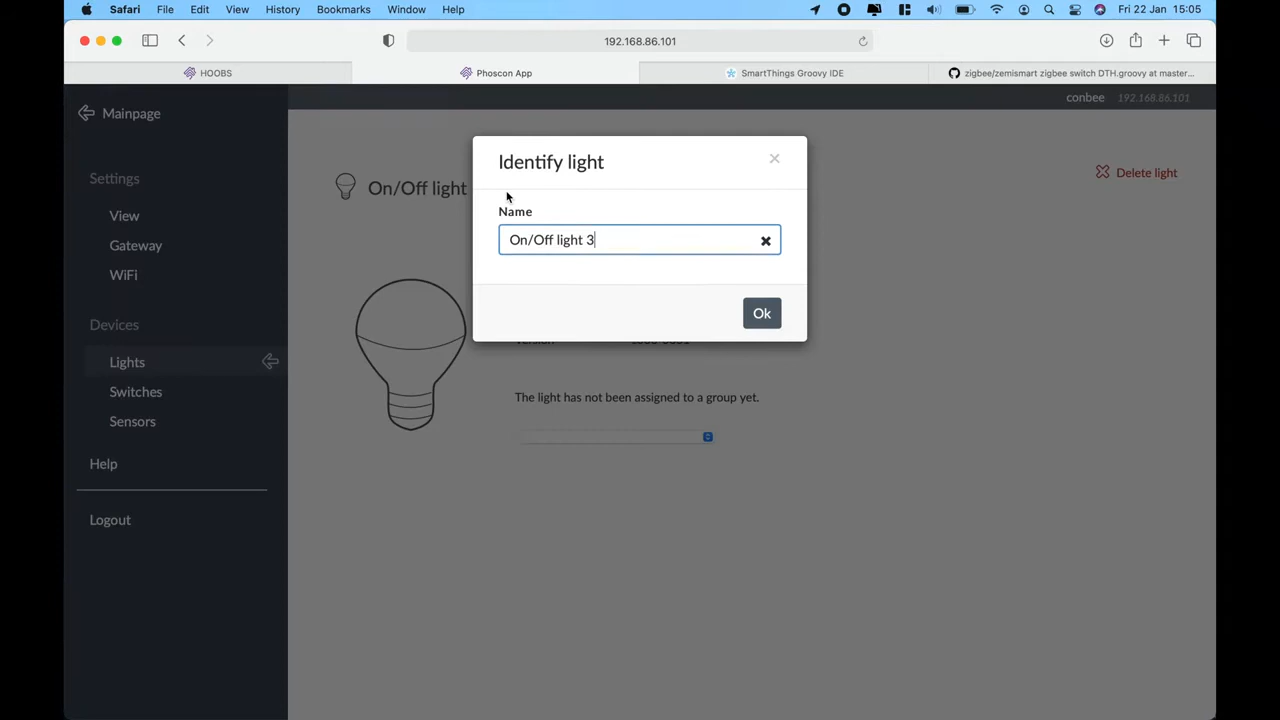 Safari File Edit View History Bookmarks Window Help Fri 22 Jan 15:05
192.168.86.101
HOOBS
Phoscon App
SmartThings Groovy IDE
zigbee/zemismart zigbee switch DTH.groovy at master...
Mainpage
conbee 192.168.86.101
Settings
View
Gateway
WiFi
Devices
Lights
Switches
Sensors
Help
Logout
On/Off light
Delete light
Identify light
Name
On/Off light 3
Ok
The light has not been assigned to a group yet.